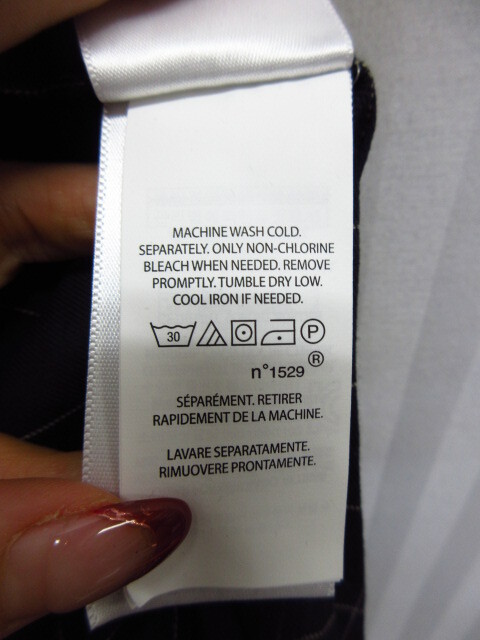 MACHINE WASH COLD.
SEPARATELY. ONLY NON-CHLORINE
BLEACH WHEN NEEDED. REMOVE
PROMPTLY. TUMBLE DRY LOW.
COOL IRON IF NEEDED.
30 P
n°1529 ®
SÉPARÉMENT. RETIRER
RAPIDEMENT DE LA MACHINE.
LAVARE SEPARATAMENTE.
RIMUOVERE PRONTAMENTE.